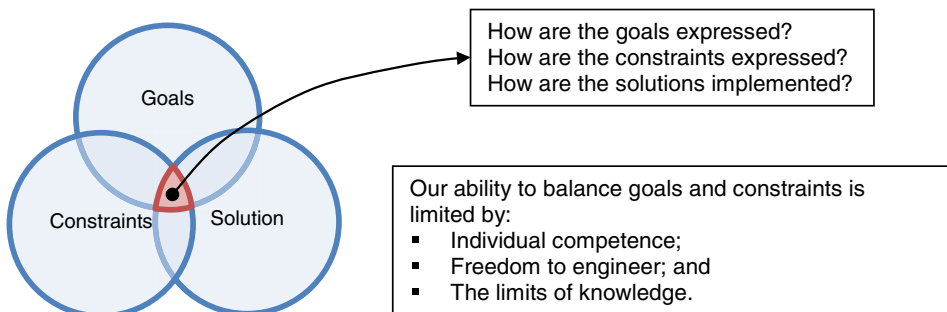 Goals
Constraints
Solution
How are the goals expressed?
How are the constraints expressed?
How are the solutions implemented?
Our ability to balance goals and constraints is
limited by:
▪ Individual competence;
▪ Freedom to engineer; and
▪ The limits of knowledge.